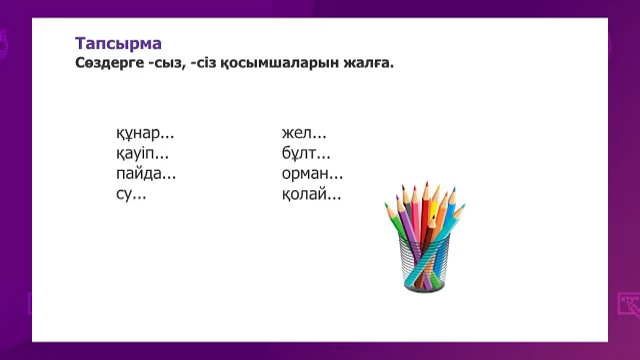 Тапсырма
Сөздерге -сыз, -сіз қосымшаларын жалға.
құнар...
қауіп...
пайда...
су...
жел...
бұлт...
орман...
қолай...